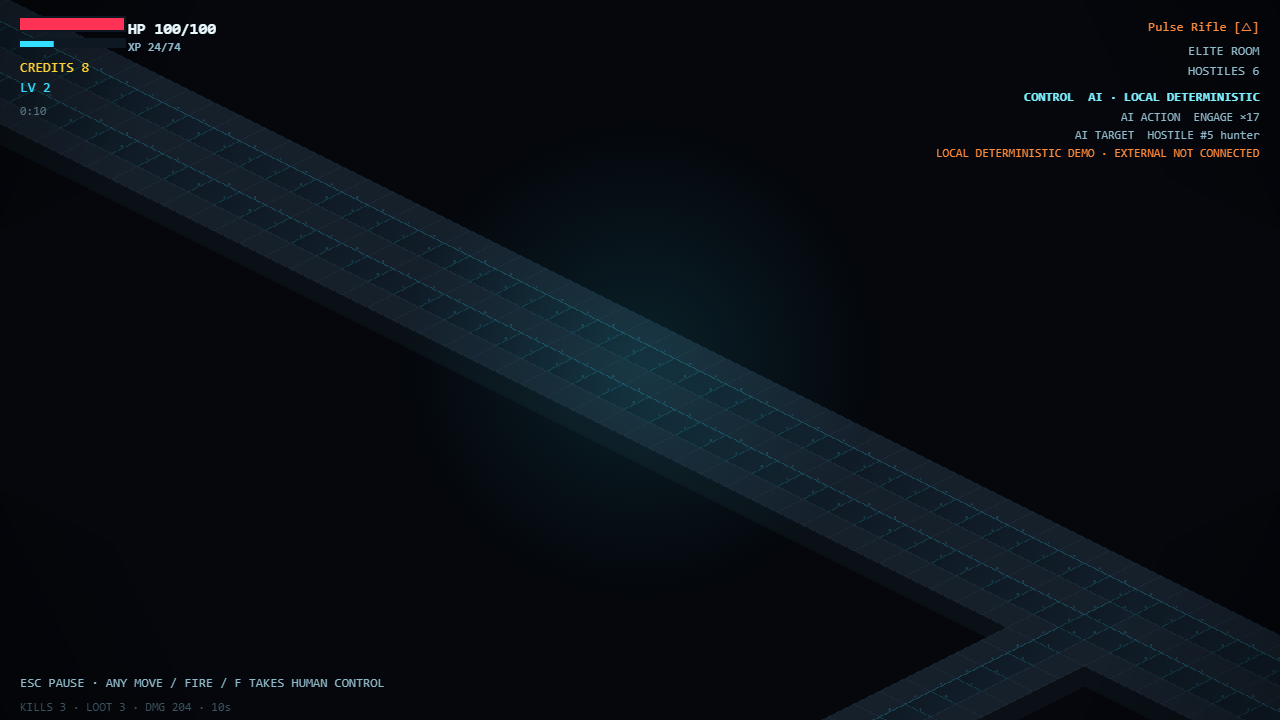 HP 100/100
XP 24/74
CREDITS 8
LV 2
0:10
Pulse Rifle [△]
ELITE ROOM
HOSTILES 6
CONTROL  AI · LOCAL DETERMINISTIC
AI ACTION  ENGAGE ×17
AI TARGET  HOSTILE #5 hunter
LOCAL DETERMINISTIC DEMO · EXTERNAL NOT CONNECTED
ESC PAUSE · ANY MOVE / FIRE / F TAKES HUMAN CONTROL
KILLS 3 · LOOT 3 · DMG 204 · 10s